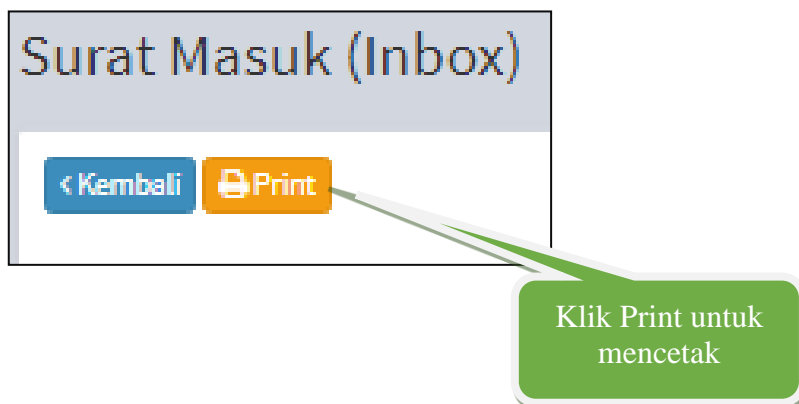 Surat Masuk (Inbox)
< Kembali Print
Klik Print untuk
mencetak